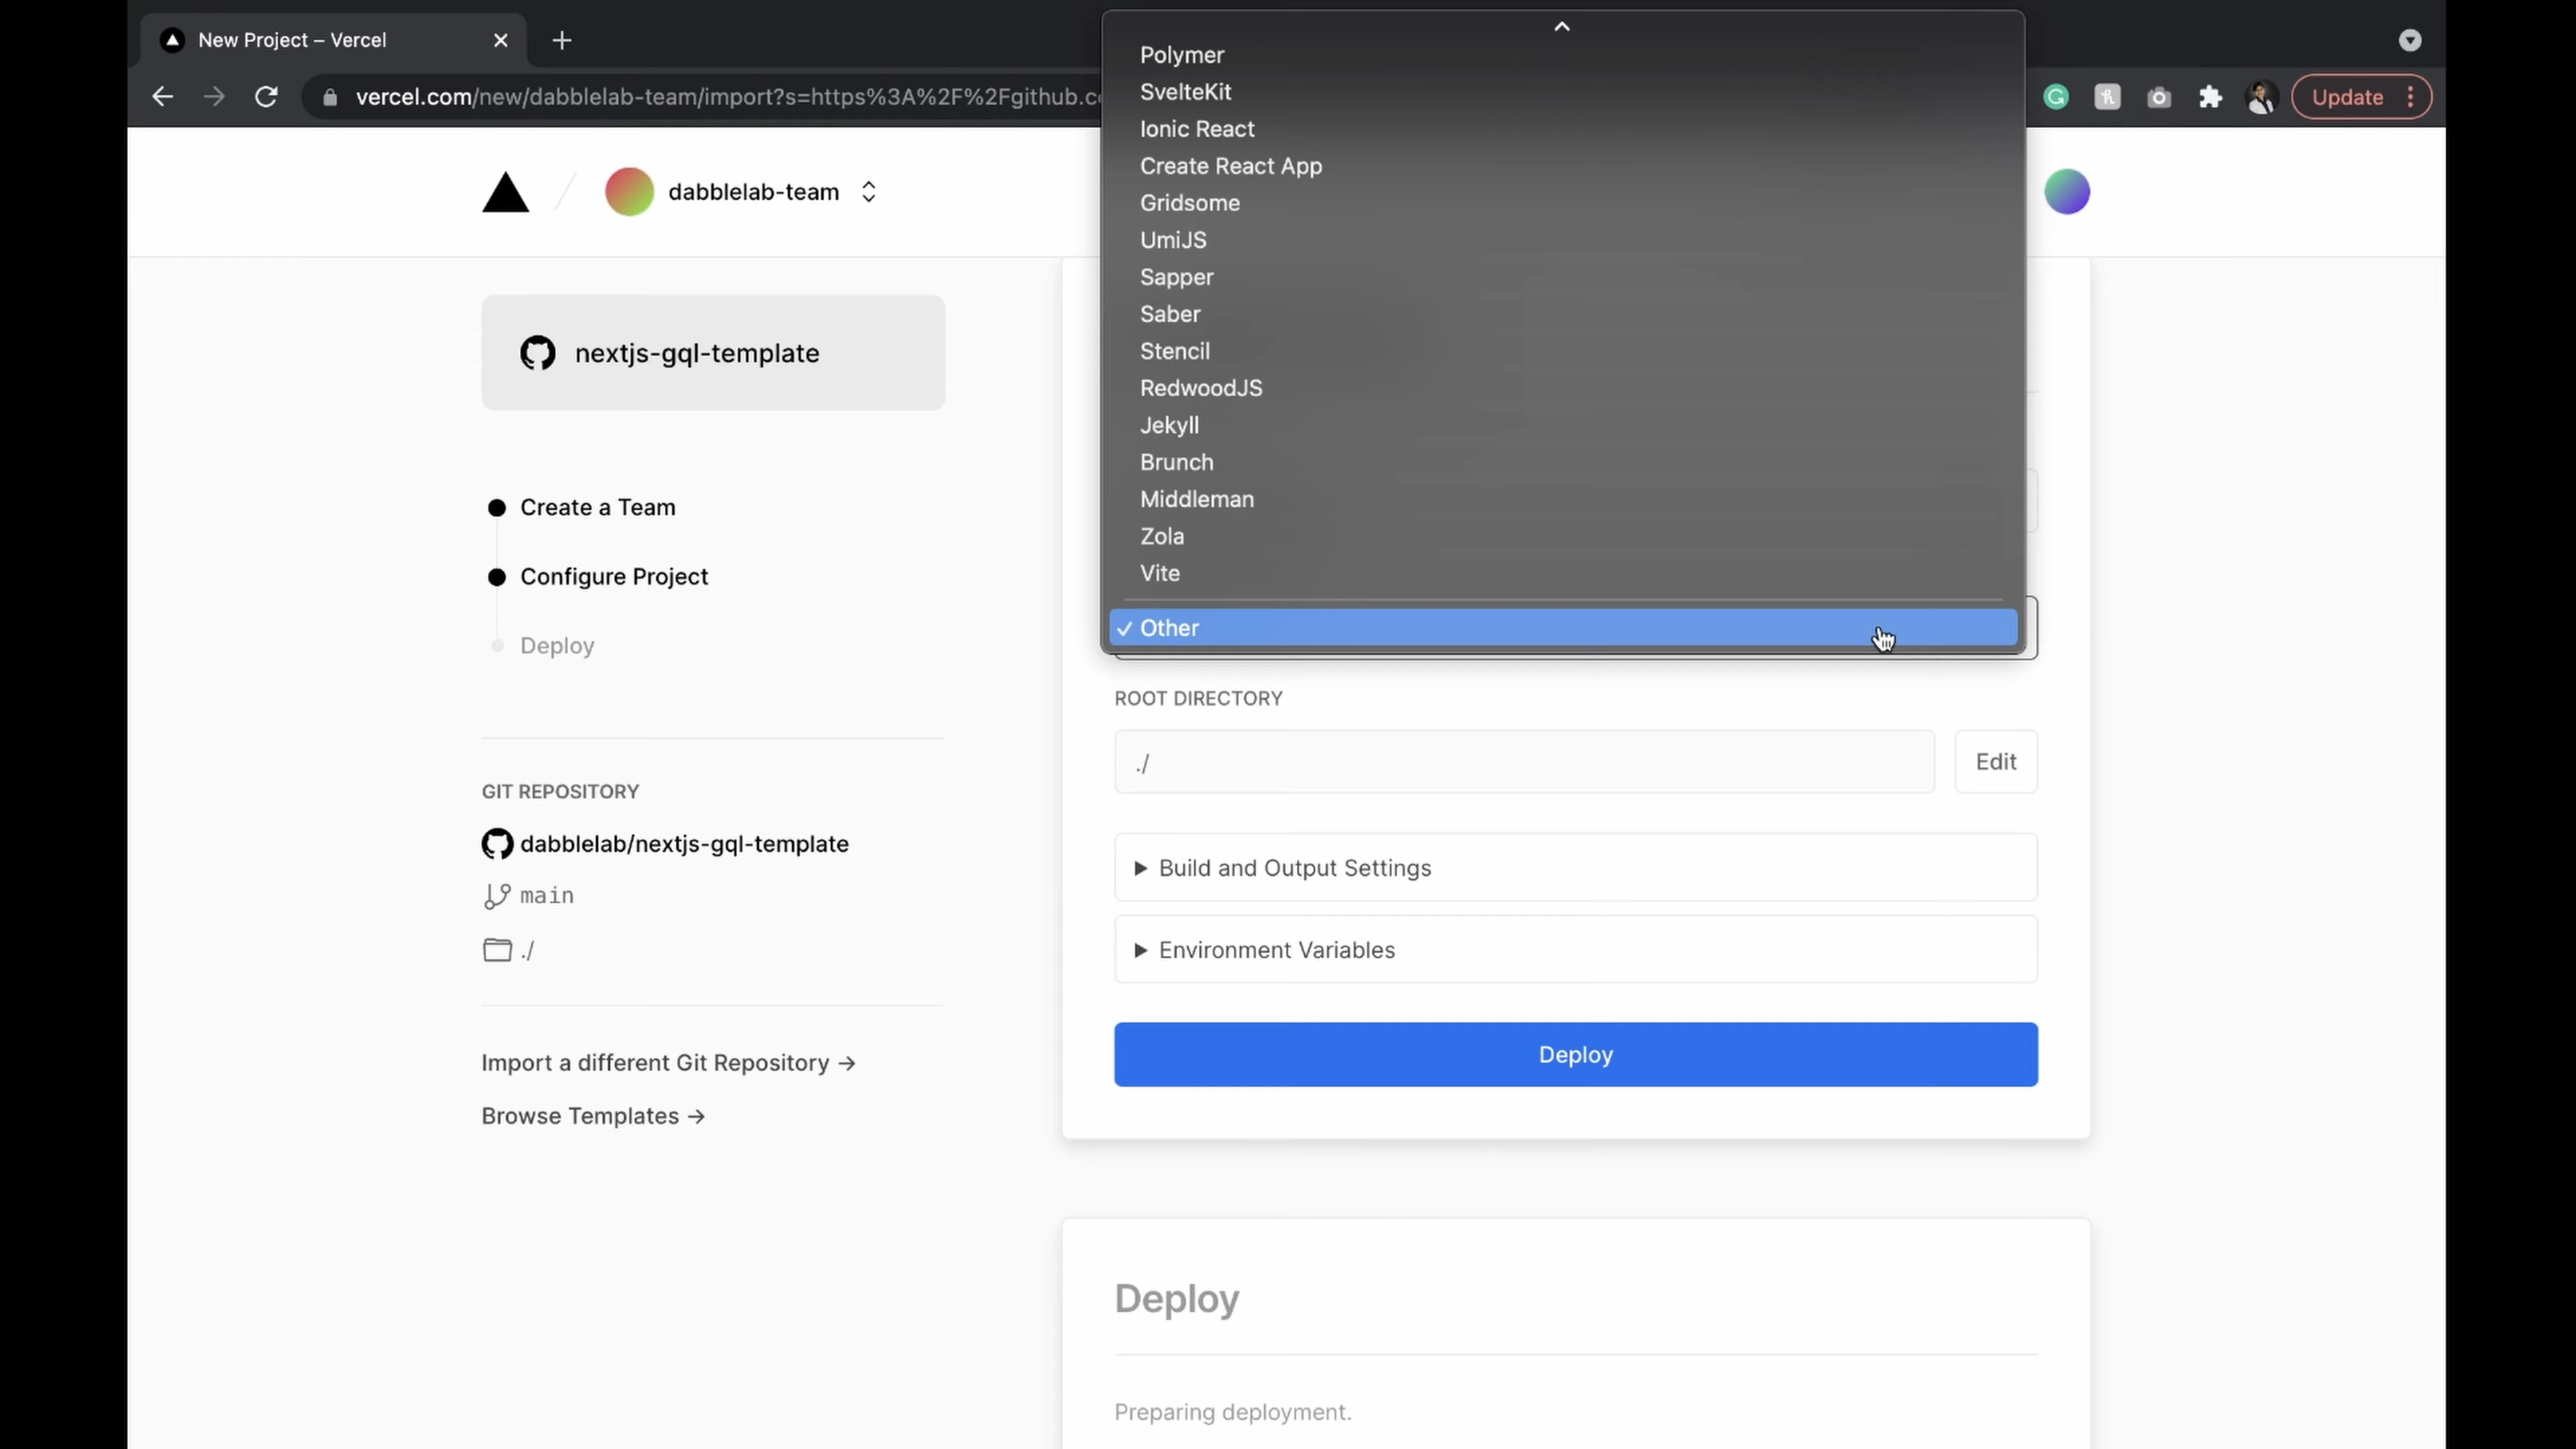 New Project – Vercel
vercel.com/new/dabblelab-team/import?s=https%3A%2F%2Fgithub.c
Update
dabblelab-team
nextjs-gql-template
Create a Team
Configure Project
Deploy
GIT REPOSITORY
dabblelab/nextjs-gql-template
main
./
Import a different Git Repository →
Browse Templates →
Polymer
SvelteKit
Ionic React
Create React App
Gridsome
UmiJS
Sapper
Saber
Stencil
RedwoodJS
Jekyll
Brunch
Middleman
Zola
Vite
✓ Other
ROOT DIRECTORY
./
Edit
Build and Output Settings
Environment Variables
Deploy
Deploy
Preparing deployment.